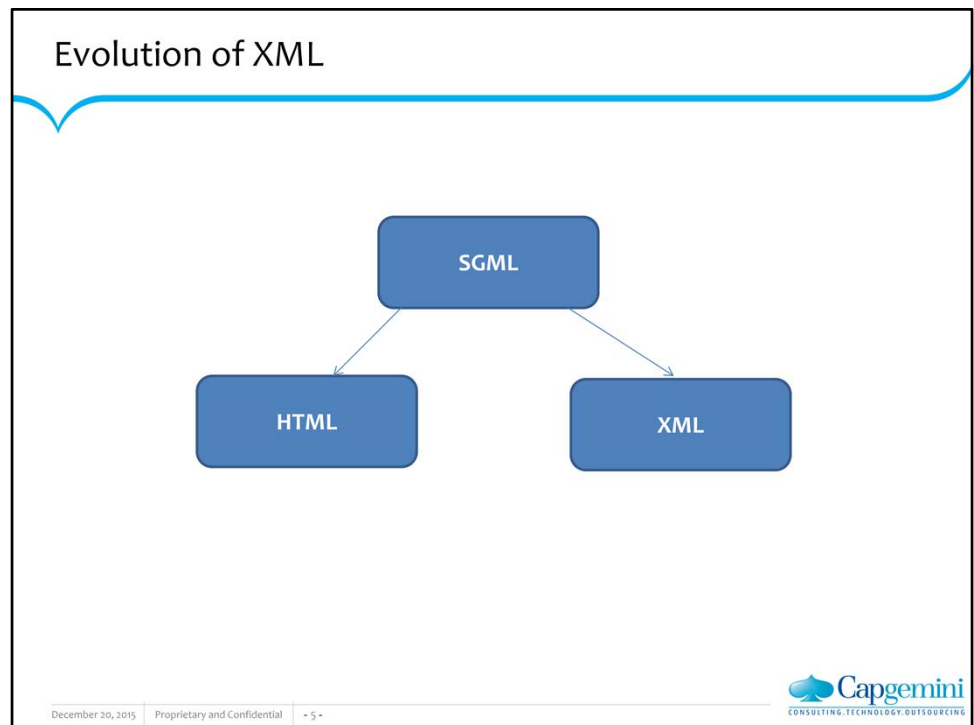 Evolution of XML
SGML
HTML
XML
December 20, 2015 Proprietary and Confidential - 5 -
Capgemini
CONSULTING.TECHNOLOGY.OUTSOURCING